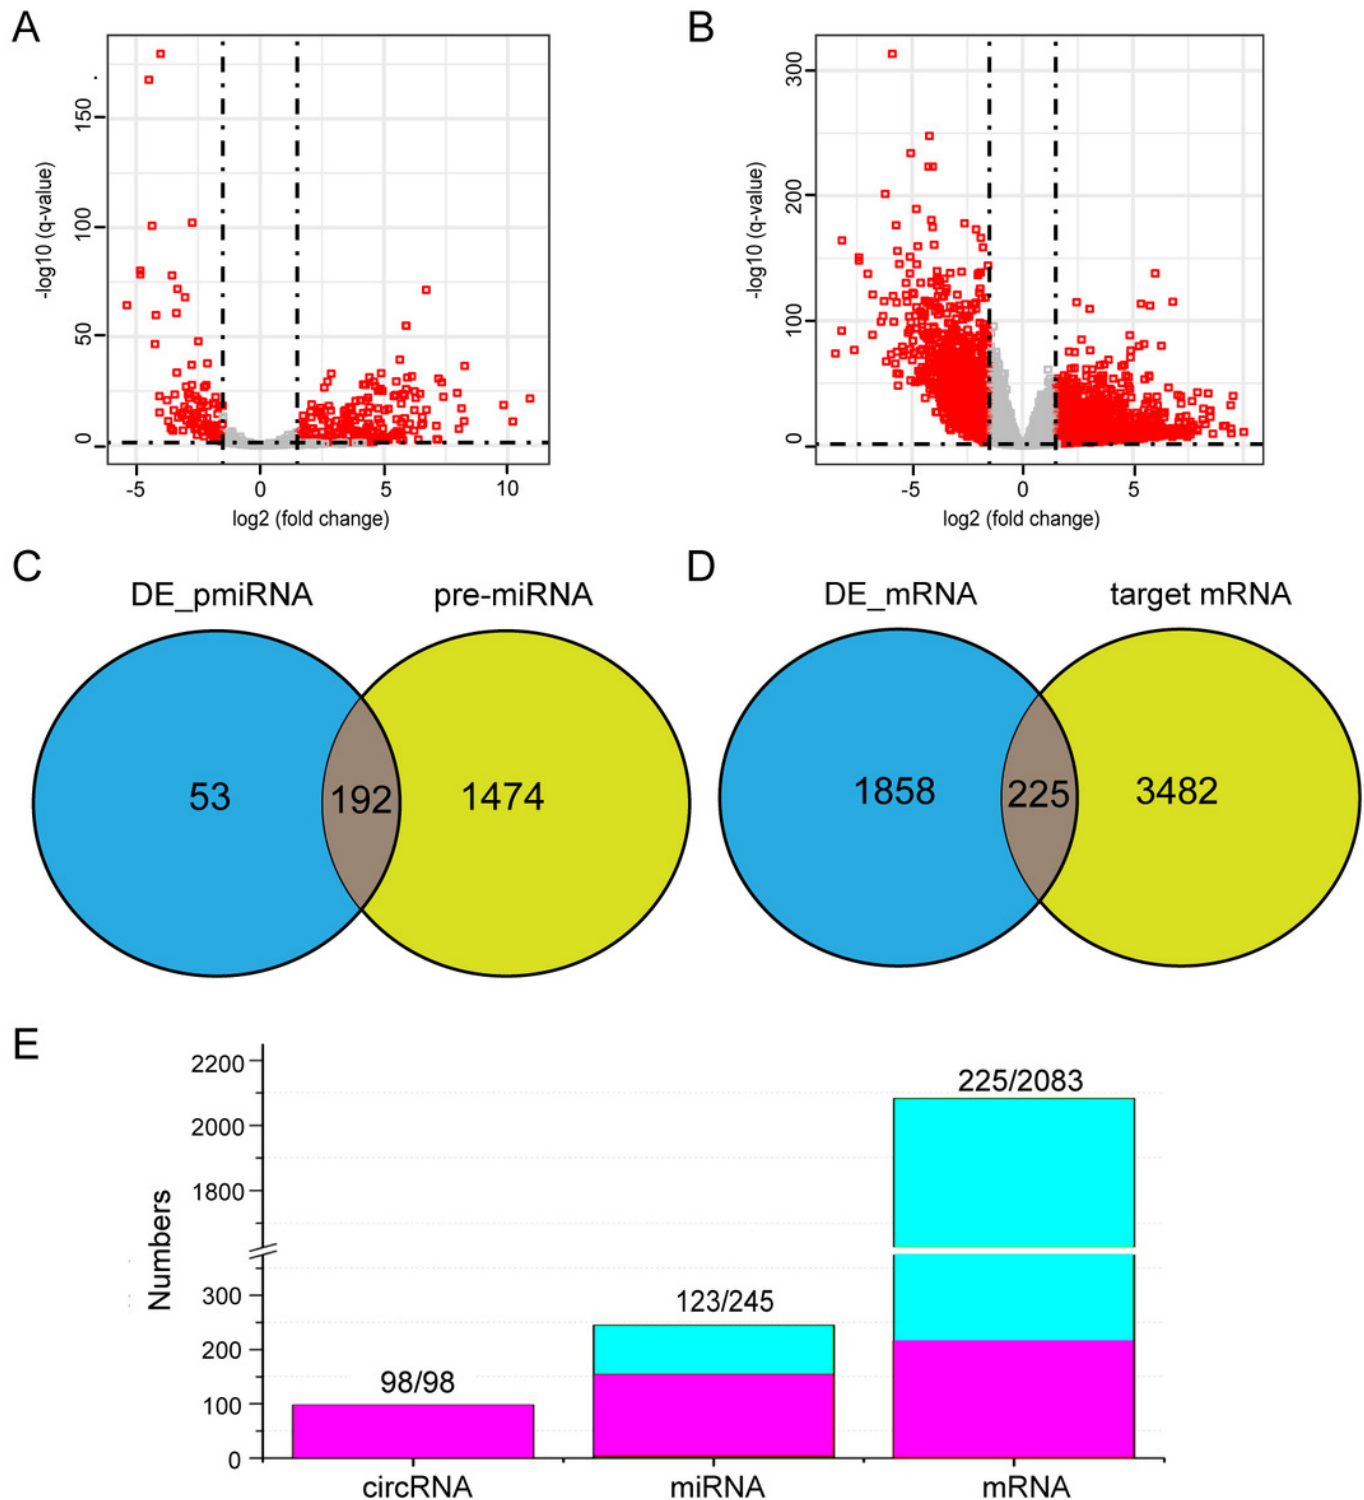 A
B
150
100
50
0
-log10 (q-value)
-5
0
5
10
log2 (fold change)
300
200
100
0
-log10 (q-value)
-5
0
5
log2 (fold change)
C
D
DE_pmiRNA
pre-miRNA
DE_mRNA
target mRNA
53
192
1474
1858
225
3482
E
2200
2000
1800
300
200
100
0
Numbers
225/2083
123/245
98/98
circRNA
miRNA
mRNA